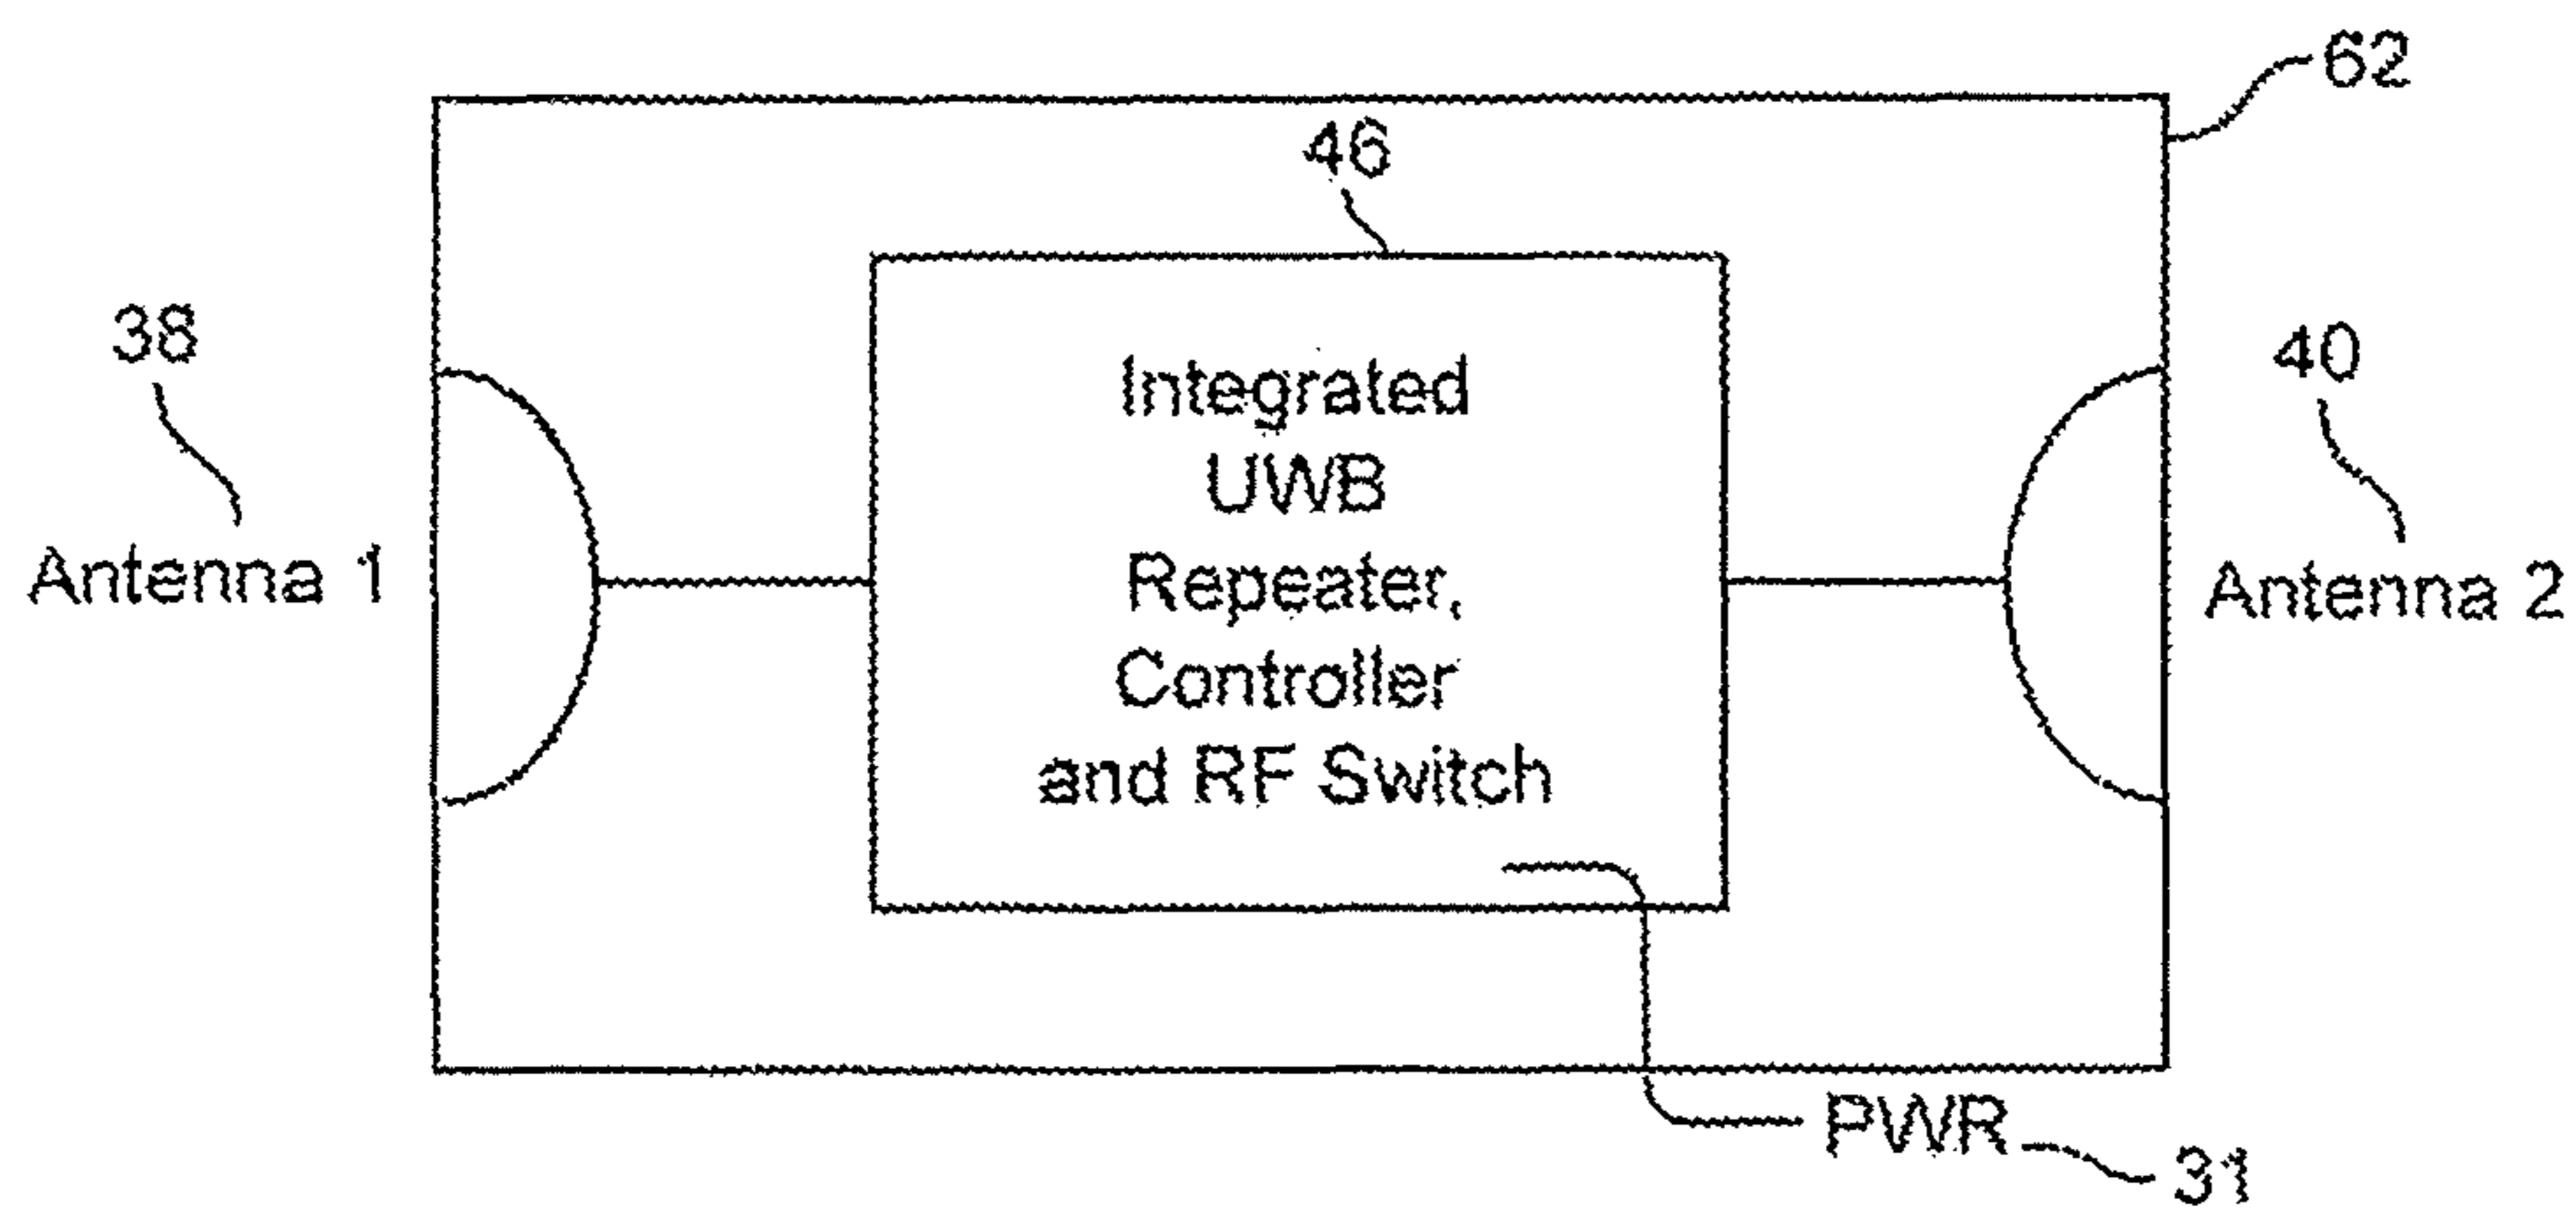 62
46
38
40
Integrated
UWB
Repeater,
Controller
and RF Switch
Antenna 1
Antenna 2
PWR
31